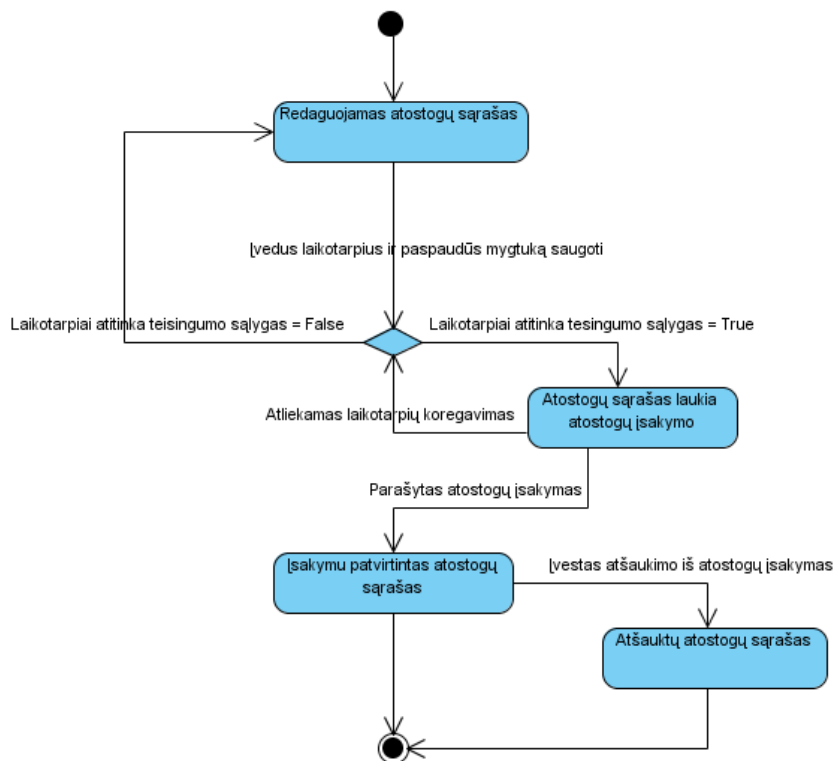 Redaguojamas atostogų sąrašas
Įvedus laikotarpius ir paspaudūs mygtuką saugoti
Laikotarpiai atitinka teisingumo sąlygas = False
Laikotarpiai atitinka tesingumo sąlygas = True
Atostogų sąrašas laukia
atostogų įsakymo
Atliekamas laikotarpių koregavimas
Parašytas atostogų įsakymas
Įsakymu patvirtintas atostogų
sąrašas
Įvestas atšaukimo iš atostogų įsakymas
Atšauktų atostogų sąrašas